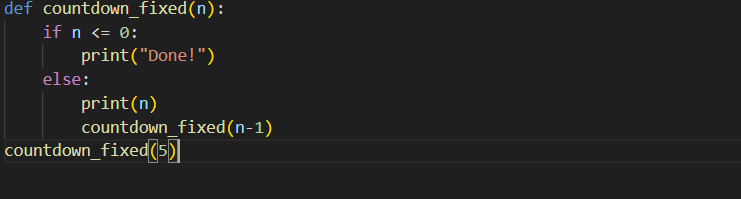 def countdown_fixed(n):
    if n <= 0:
        print("Done!")
    else:
        print(n)
        countdown_fixed(n-1)
countdown_fixed(5)